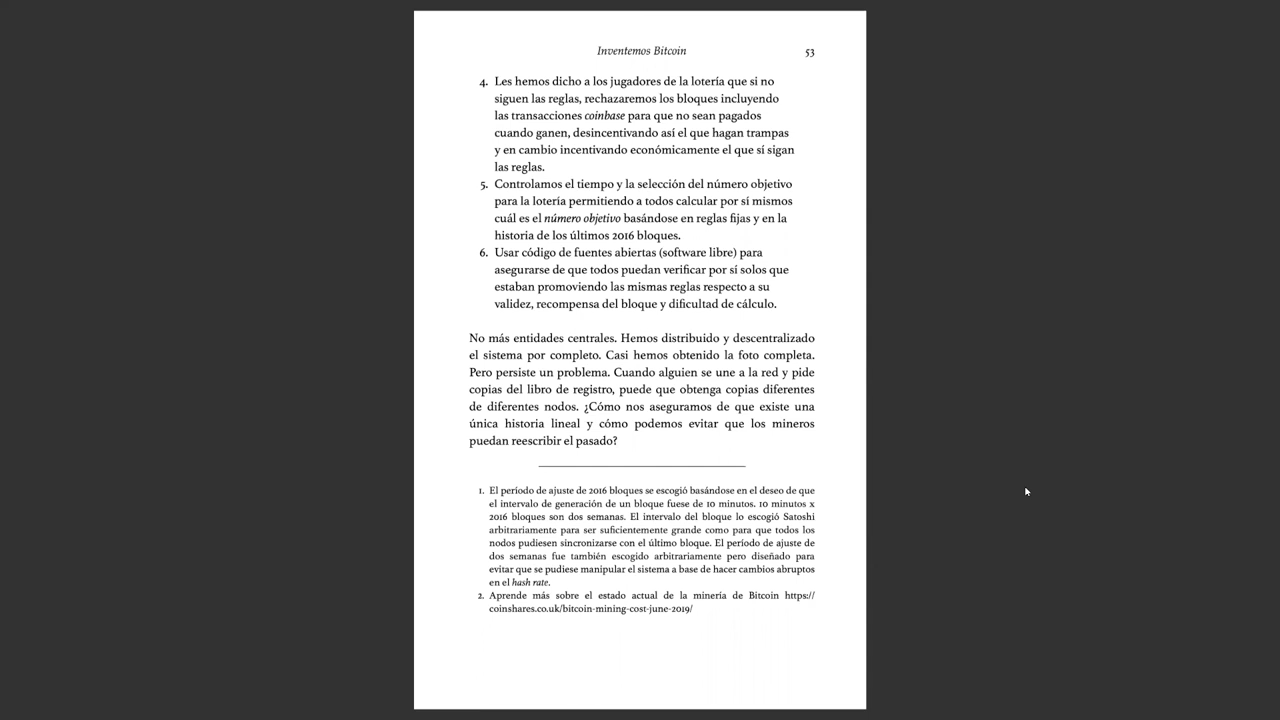 Inventemos Bitcoin 53
4. Les hemos dicho a los jugadores de la lotería que si no
siguen las reglas, rechazaremos los bloques incluyendo
las transacciones coinbase para que no sean pagados
cuando ganen, desincentivando así el que hagan trampas
y en cambio incentivando económicamente el que sí sigan
las reglas.
5. Controlamos el tiempo y la selección del número objetivo
para la lotería permitiendo a todos calcular por sí mismos
cuál es el número objetivo basándose en reglas fijas y en la
historia de los últimos 2016 bloques.
6. Usar código de fuentes abiertas (software libre) para
asegurarse de que todos puedan verificar por sí solos que
estaban promoviendo las mismas reglas respecto a su
validez, recompensa del bloque y dificultad de cálculo.
No más entidades centrales. Hemos distribuido y descentralizado
el sistema por completo. Casi hemos obtenido la foto completa.
Pero persiste un problema. Cuando alguien se une a la red y pide
copias del libro de registro, puede que obtenga copias diferentes
de diferentes nodos. ¿Cómo nos aseguramos de que existe una
única historia lineal y cómo podemos evitar que los mineros
puedan reescribir el pasado?
1. El período de ajuste de 2016 bloques se escogió basándose en el deseo de que
el intervalo de generación de un bloque fuese de 10 minutos. 10 minutos x
2016 bloques son dos semanas. El intervalo del bloque lo escogió Satoshi
arbitrariamente para ser suficientemente grande como para que todos los
nodos pudiesen sincronizarse con el último bloque. El período de ajuste de
dos semanas fue también escogido arbitrariamente pero diseñado para
evitar que se pudiese manipular el sistema a base de hacer cambios abruptos
en el hash rate.
2. Aprende más sobre el estado actual de la minería de Bitcoin https://
coinshares.co.uk/bitcoin-mining-cost-june-2019/